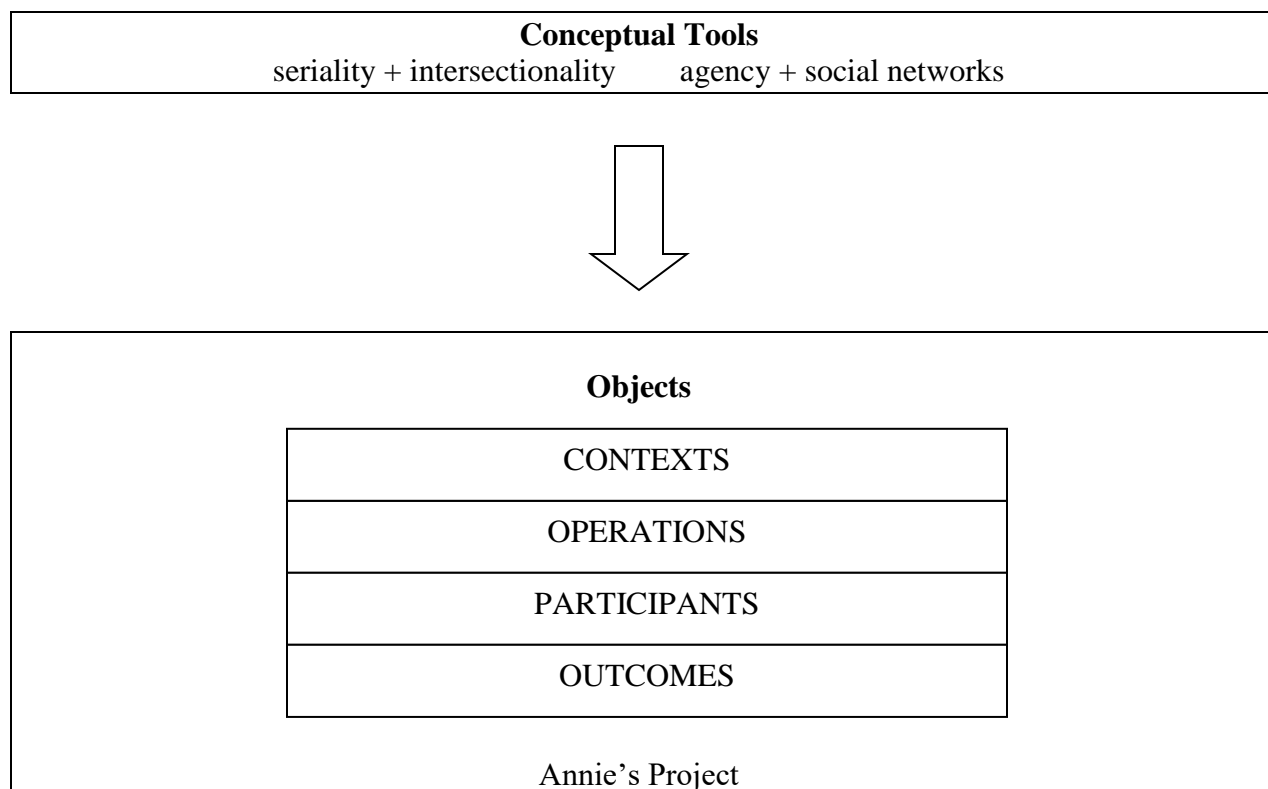 Conceptual Tools
seriality + intersectionality agency + social networks
Objects
CONTEXTS
OPERATIONS
PARTICIPANTS
OUTCOMES
Annie’s Project